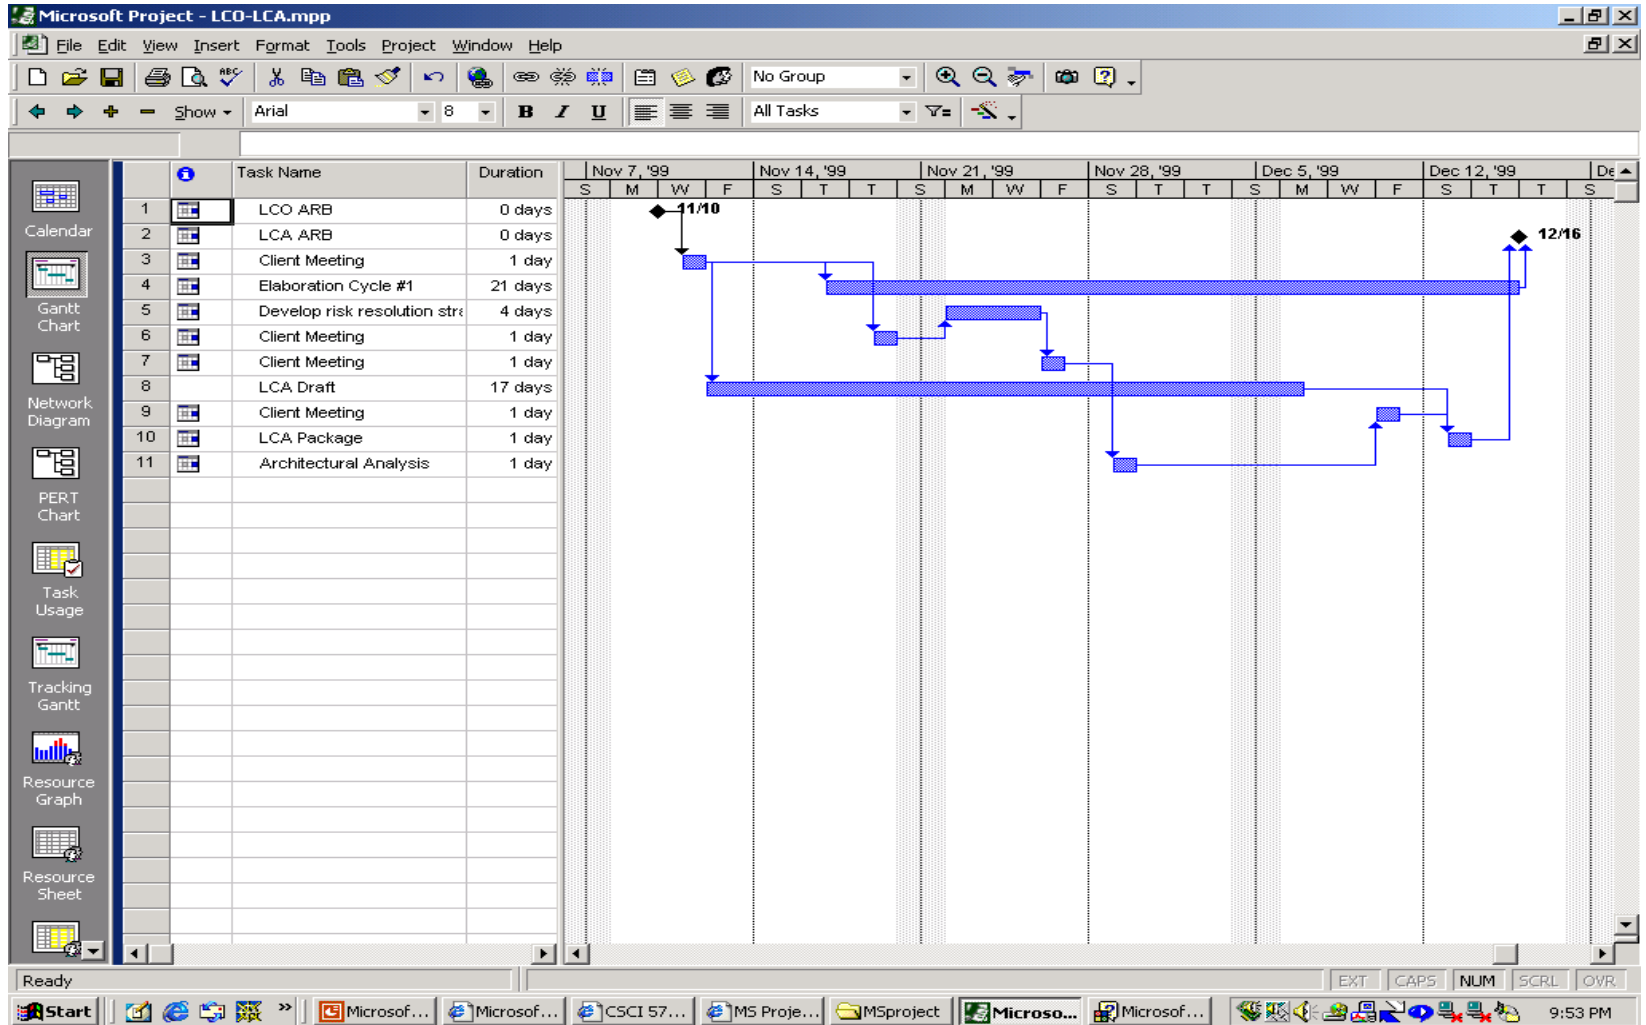 Microsoft Project - LCO-LCA.mpp
File Edit View Insert Format Tools Project Window Help
ABC No Group
Show Arial 8 B I U All Tasks
Task Name Duration Nov 7, '99 Nov 14, '99 Nov 21, '99 Nov 28, '99 Dec 5, '99 Dec 12, '99 De
S M W F S T T S M W F S T T S M W F S T T S
1 LCO ARB 0 days 11/10
2 LCA ARB 0 days 12/16
3 Client Meeting 1 day
4 Elaboration Cycle #1 21 days
5 Develop risk resolution stra 4 days
6 Client Meeting 1 day
7 Client Meeting 1 day
8 LCA Draft 17 days
9 Client Meeting 1 day
10 LCA Package 1 day
11 Architectural Analysis 1 day
Calendar
Gantt
Chart
Network
Diagram
PERT
Chart
Task
Usage
Tracking
Gantt
Resource
Graph
Resource
Sheet
Ready EXT CAPS NUM SCRL OVR
Start » Microsof... Microsof... CSCI 57... MS Proje... MSproject Microso... Microsof... 9:53 PM